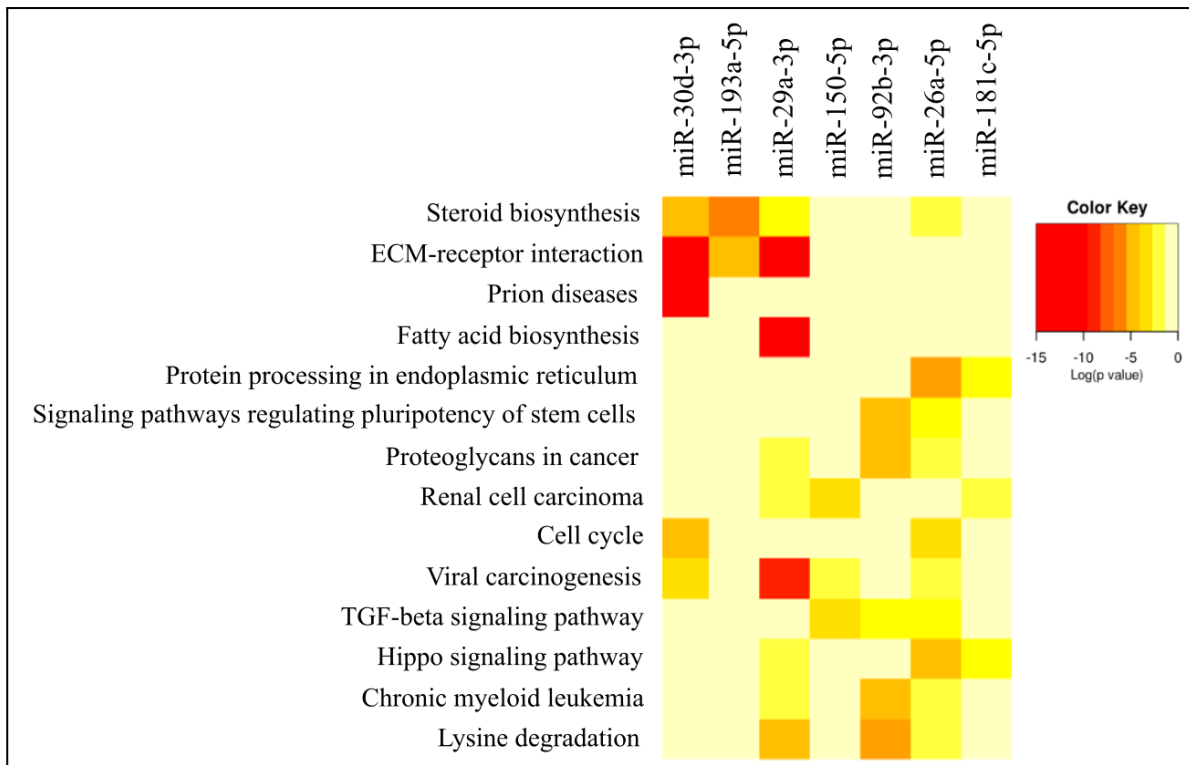 miR-30d-3p
miR-193a-5p
miR-29a-3p
miR-150-5p
miR-92b-3p
miR-26a-5p
miR-181c-5p
Steroid biosynthesis
ECM-receptor interaction
Prion diseases
Fatty acid biosynthesis
Protein processing in endoplasmic reticulum
Signaling pathways regulating pluripotency of stem cells
Proteoglycans in cancer
Renal cell carcinoma
Cell cycle
Viral carcinogenesis
TGF-beta signaling pathway
Hippo signaling pathway
Chronic myeloid leukemia
Lysine degradation
Color Key
-15 -10 -5 0
Log(p value)